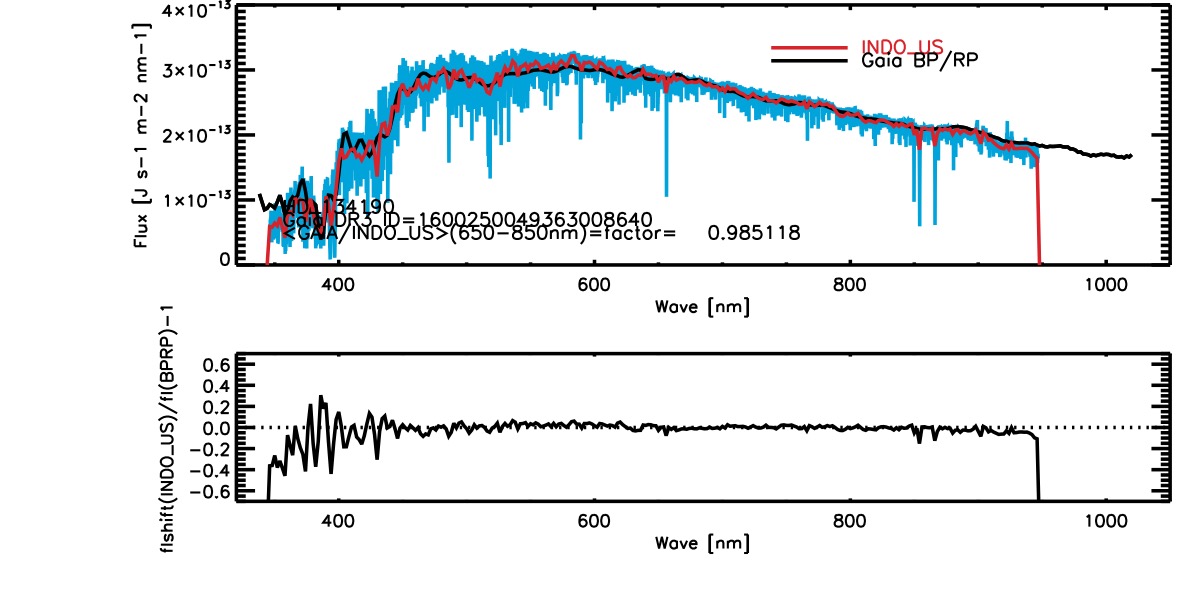 4×10−13
3×10−13
2×10−13
1×10−13
0
Flux [J s−1 m−2 nm−1]
INDO_US
Gaia BP/RP
HD 134190
Gaia DR3 ID=1600250049363008640
<GAIA/INDO_US>(650−850nm)=factor= 0.985118
400 600 800 1000
Wave [nm]
flshift(INDO_US)/fl(BPRP)−1
0.6
0.4
0.2
0.0
−0.2
−0.4
−0.6
400 600 800 1000
Wave [nm]